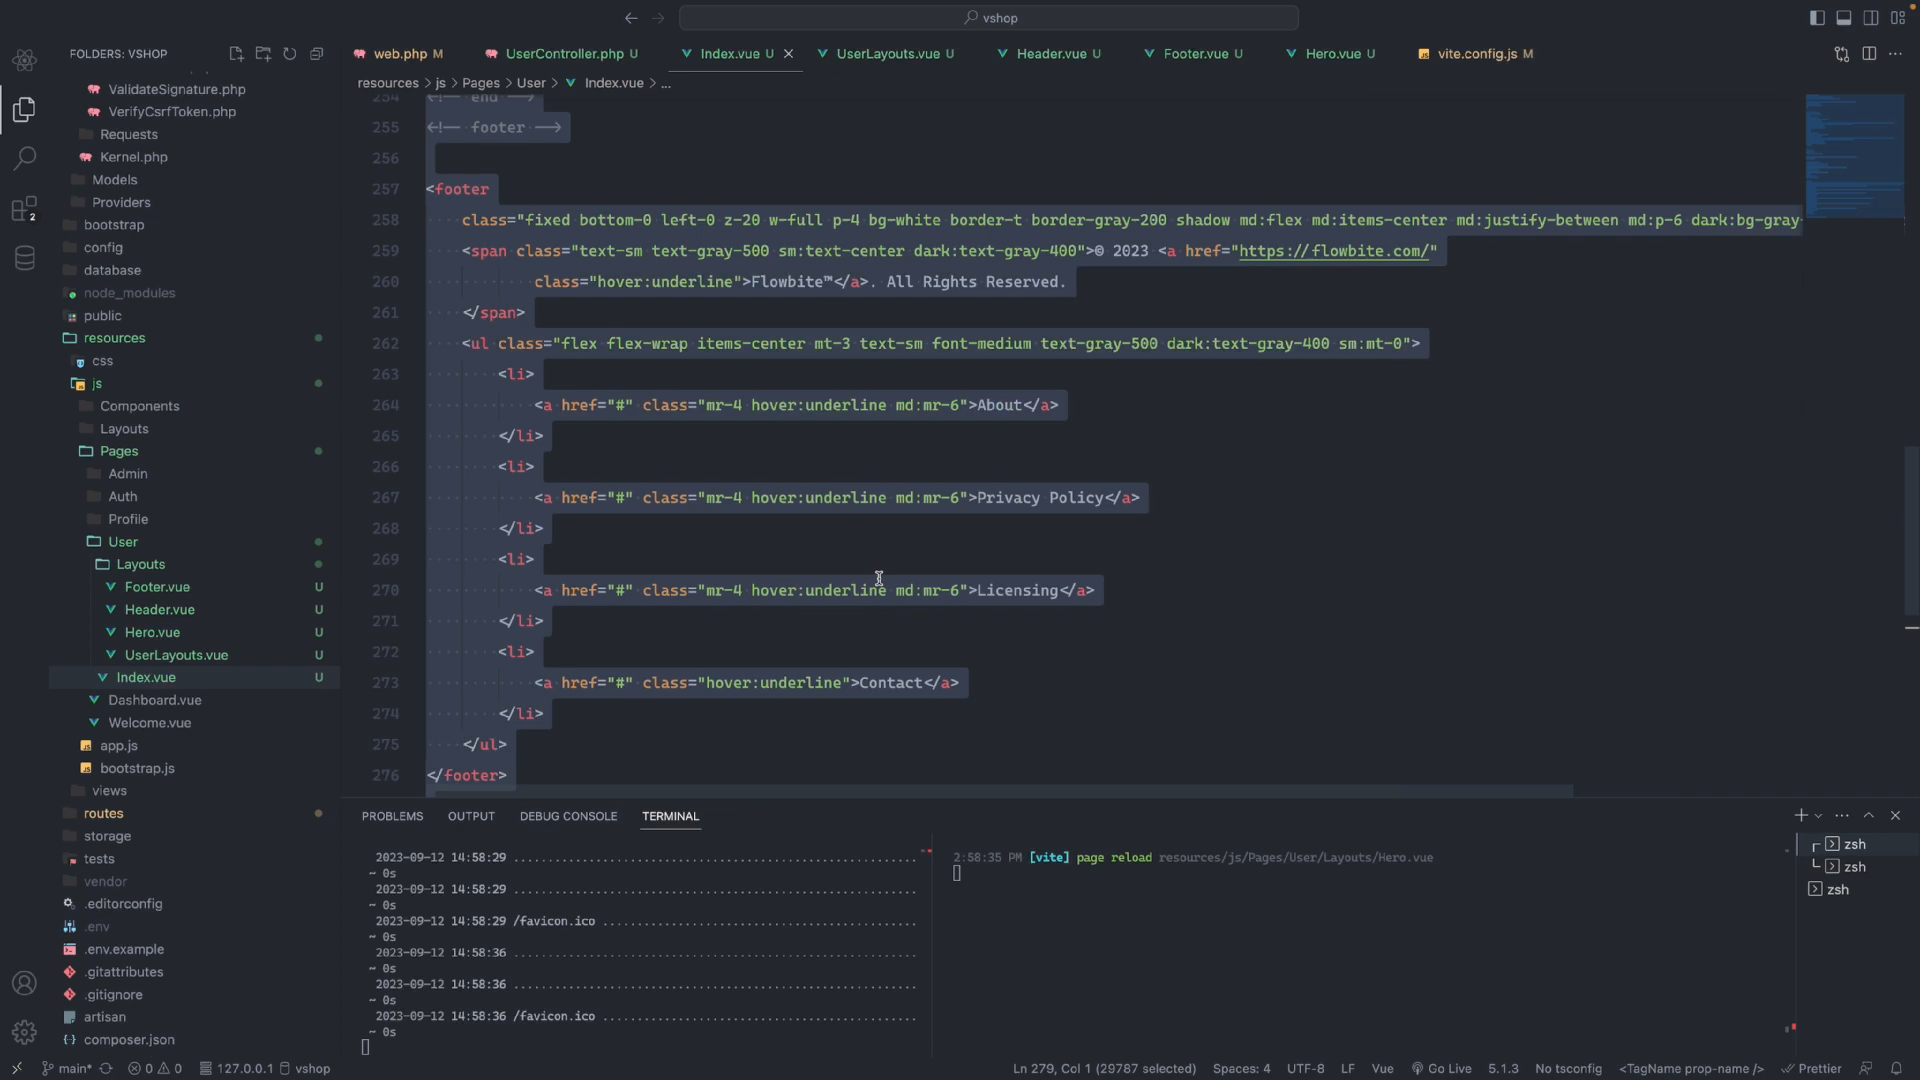 vshop
FOLDERS: VSHOP
web.php M
UserController.php U
Index.vue U
UserLayouts.vue U
Header.vue U
Footer.vue U
Hero.vue U
vite.config.js M
resources > js > Pages > User > Index.vue > ...
ValidateSignature.php
VerifyCsrfToken.php
Requests
Kernel.php
Models
Providers
bootstrap
config
database
node_modules
public
resources
css
js
Components
Layouts
Pages
Admin
Auth
Profile
User
Layouts
Footer.vue U
Header.vue U
Hero.vue U
UserLayouts.vue U
Index.vue U
Dashboard.vue
Welcome.vue
app.js
bootstrap.js
views
routes
storage
tests
vendor
.editorconfig
.env
.env.example
.gitattributes
.gitignore
artisan
composer.json
2
254 <!-- end -->
255 <!-- footer -->
256
257 <footer
258 class="fixed bottom-0 left-0 z-20 w-full p-4 bg-white border-t border-gray-200 shadow md:flex md:items-center md:justify-between md:p-6 dark:bg-gray-
259 <span class="text-sm text-gray-500 sm:text-center dark:text-gray-400">© 2023 <a href="https://flowbite.com/"
260 class="hover:underline">Flowbite™</a>. All Rights Reserved.
261 </span>
262 <ul class="flex flex-wrap items-center mt-3 text-sm font-medium text-gray-500 dark:text-gray-400 sm:mt-0">
263 <li>
264 <a href="#" class="mr-4 hover:underline md:mr-6">About</a>
265 </li>
266 <li>
267 <a href="#" class="mr-4 hover:underline md:mr-6">Privacy Policy</a>
268 </li>
269 <li>
270 <a href="#" class="mr-4 hover:underline md:mr-6">Licensing</a>
271 </li>
272 <li>
273 <a href="#" class="hover:underline">Contact</a>
274 </li>
275 </ul>
276 </footer>
PROBLEMS OUTPUT DEBUG CONSOLE TERMINAL
2023-09-12 14:58:29 .............................................
~ 0s
2023-09-12 14:58:29 .............................................
~ 0s
2023-09-12 14:58:29 /favicon.ico ...................................
~ 0s
2023-09-12 14:58:36 .............................................
~ 0s
2023-09-12 14:58:36 .............................................
~ 0s
2023-09-12 14:58:36 /favicon.ico ...................................
~ 0s
2:58:35 PM [vite] page reload resources/js/Pages/User/Layouts/Hero.vue
zsh
zsh
zsh
main* 0 0 127.0.0.1 vshop
Ln 279, Col 1 (29787 selected) Spaces: 4 UTF-8 LF Vue Go Live 5.1.3 No tsconfig <TagName prop-name /> Prettier